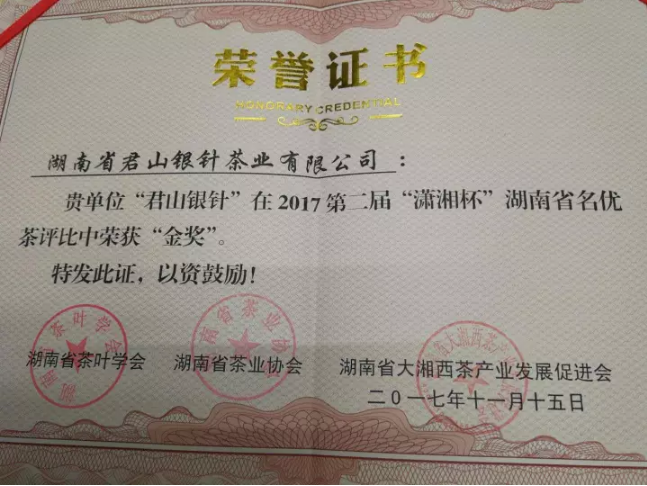 荣誉证书
HONORARY CREDENTIAL
湖南省君山银针茶业有限公司：
贵单位“君山银针”在2017第二届“潇湘杯”湖南省名优
茶评比中荣获“金奖”。
特发此证，以资鼓励！
湖南省茶叶学会 湖南省茶业协会 湖南省大湘西茶产业发展促进会
二〇一七年十一月十五日